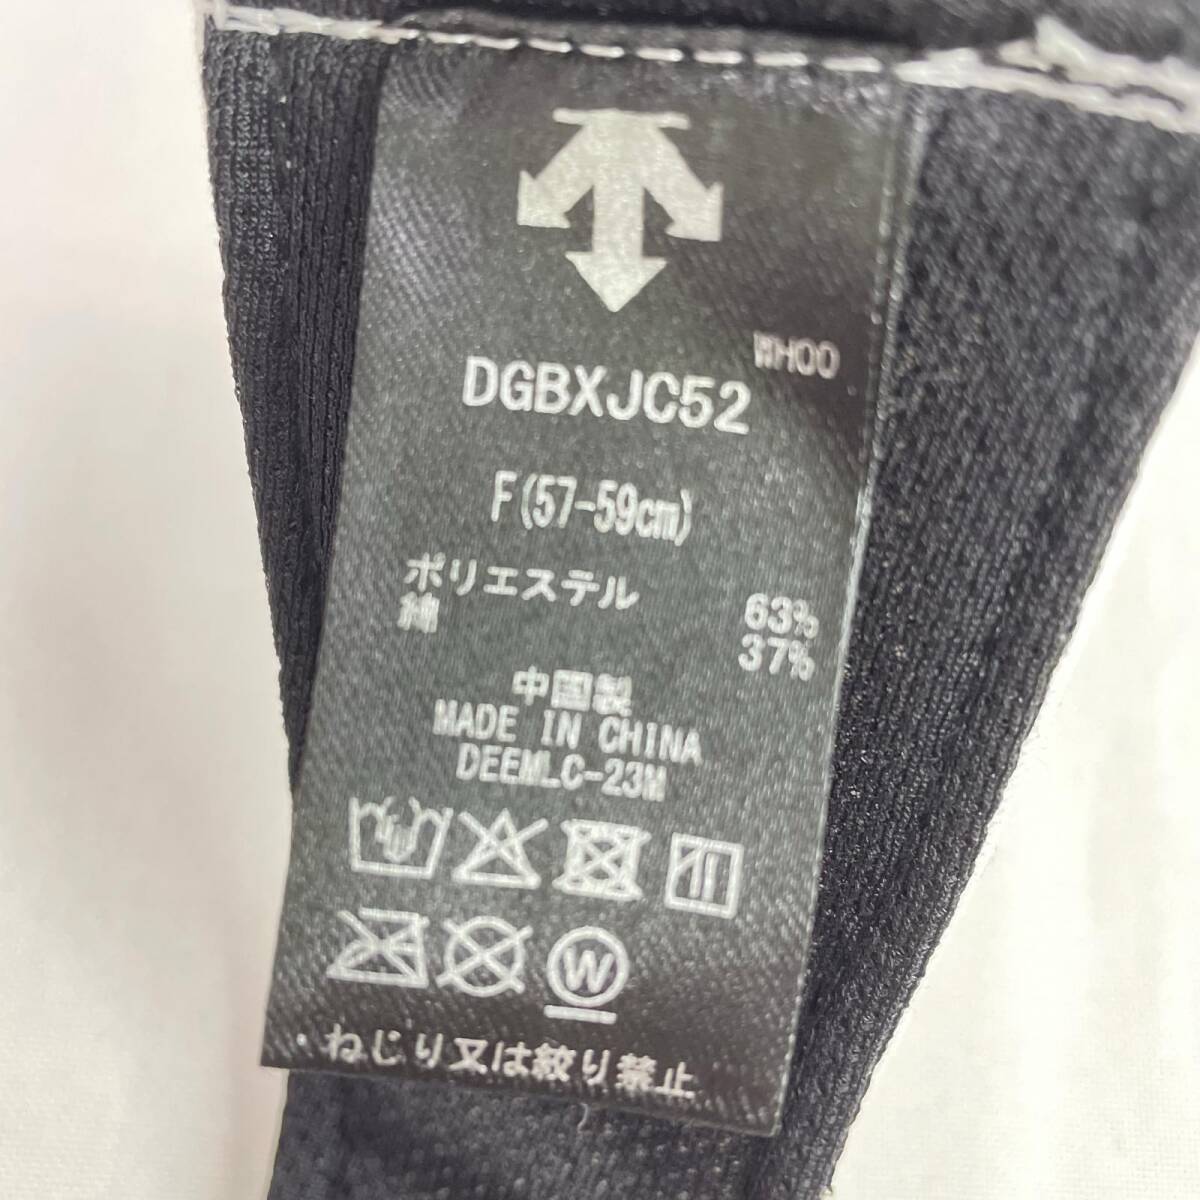 WH00
DGBXJC52
F(57-59cm)
ポリエステル 63%
綿 37%
中国製
MADE IN CHINA
DEEMLC-23M
W
・ねじり又は絞り禁止